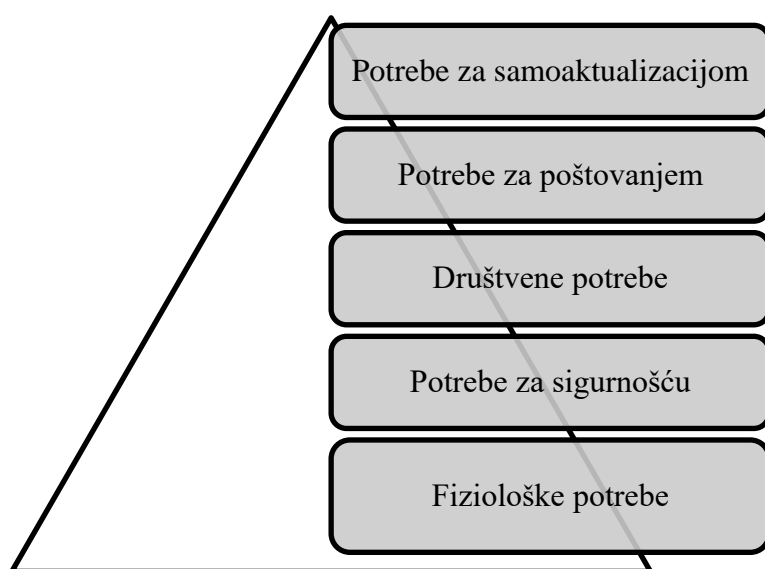 Potrebe za samoaktualizacijom
Potrebe za poštovanjem
Društvene potrebe
Potrebe za sigurnošću
Fiziološke potrebe